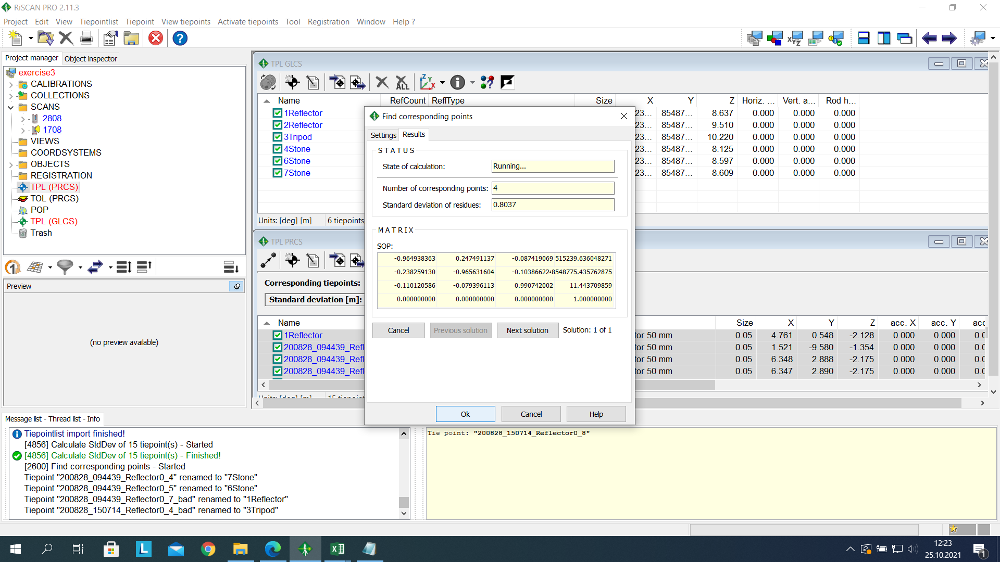 RiSCAN PRO 2.11.3
Project Edit View Tiepointlist Tiepoint View tiepoints Activate tiepoints Tool Registration Window Help ?
Project manager Object inspector
exercise3
CALIBRATIONS
COLLECTIONS
SCANS
2808
1708
VIEWS
COORDSYSTEMS
OBJECTS
REGISTRATION
TPL (PRCS)
TOL (PRCS)
POP
TPL (GLCS)
Trash
Preview
(no preview available)
TPL GLCS
Name RefCount ReflType Size X Y Z Horiz. ... Vert. a... Rod h...
1Reflector 23... 85487... 8.637 0.000 0.000 0.000
2Reflector 23... 85487... 9.510 0.000 0.000 0.000
3Tripod 23... 85487... 10.220 0.000 0.000 0.000
4Stone 23... 85487... 8.125 0.000 0.000 0.000
6Stone 23... 85487... 8.597 0.000 0.000 0.000
7Stone 23... 85487... 8.609 0.000 0.000 0.000
Units: [deg] [m] 6 tiepoints
TPL PRCS
Corresponding tiepoints:
Standard deviation [m]:
Name Size X Y Z acc. X acc. Y acc
1Reflector tor 50 mm 0.05 4.761 0.548 -2.128 0.000 0.000 0.0
200828_094439_Refl tor 50 mm 0.05 1.521 -9.580 -1.354 0.000 0.000 0.0
200828_094439_Refl tor 50 mm 0.05 6.348 2.888 -2.175 0.000 0.000 0.0
200828_094439_Refl tor 50 mm 0.05 6.347 2.890 -2.175 0.000 0.000 0.0
Find corresponding points
Settings Results
STATUS
State of calculation: Running...
Number of corresponding points: 4
Standard deviation of residues: 0.8037
MATRIX
SOP:
-0.964938363 0.247491137 -0.087419069 515239.636048271
-0.238259130 -0.965631604 -0.10386622 8548775.435762875
-0.110120586 -0.079396113 0.990742002 11.443709859
0.000000000 0.000000000 0.000000000 1.000000000
Cancel Previous solution Next solution Solution: 1 of 1
Ok Cancel Help
Message list - Thread list - Info
Tiepointlist import finished!
[4856] Calculate StdDev of 15 tiepoint(s) - Started
[4856] Calculate StdDev of 15 tiepoint(s) - Finished!
[2600] Find corresponding points - Started
Tiepoint "200828_094439_Reflector0_4" renamed to "7Stone"
Tiepoint "200828_094439_Reflector0_5" renamed to "6Stone"
Tiepoint "200828_094439_Reflector0_7_bad" renamed to "1Reflector"
Tiepoint "200828_150714_Reflector0_4_bad" renamed to "3Tripod"
Tie point: "200828_150714_Reflector0_8"
12:23
25.10.2021
1